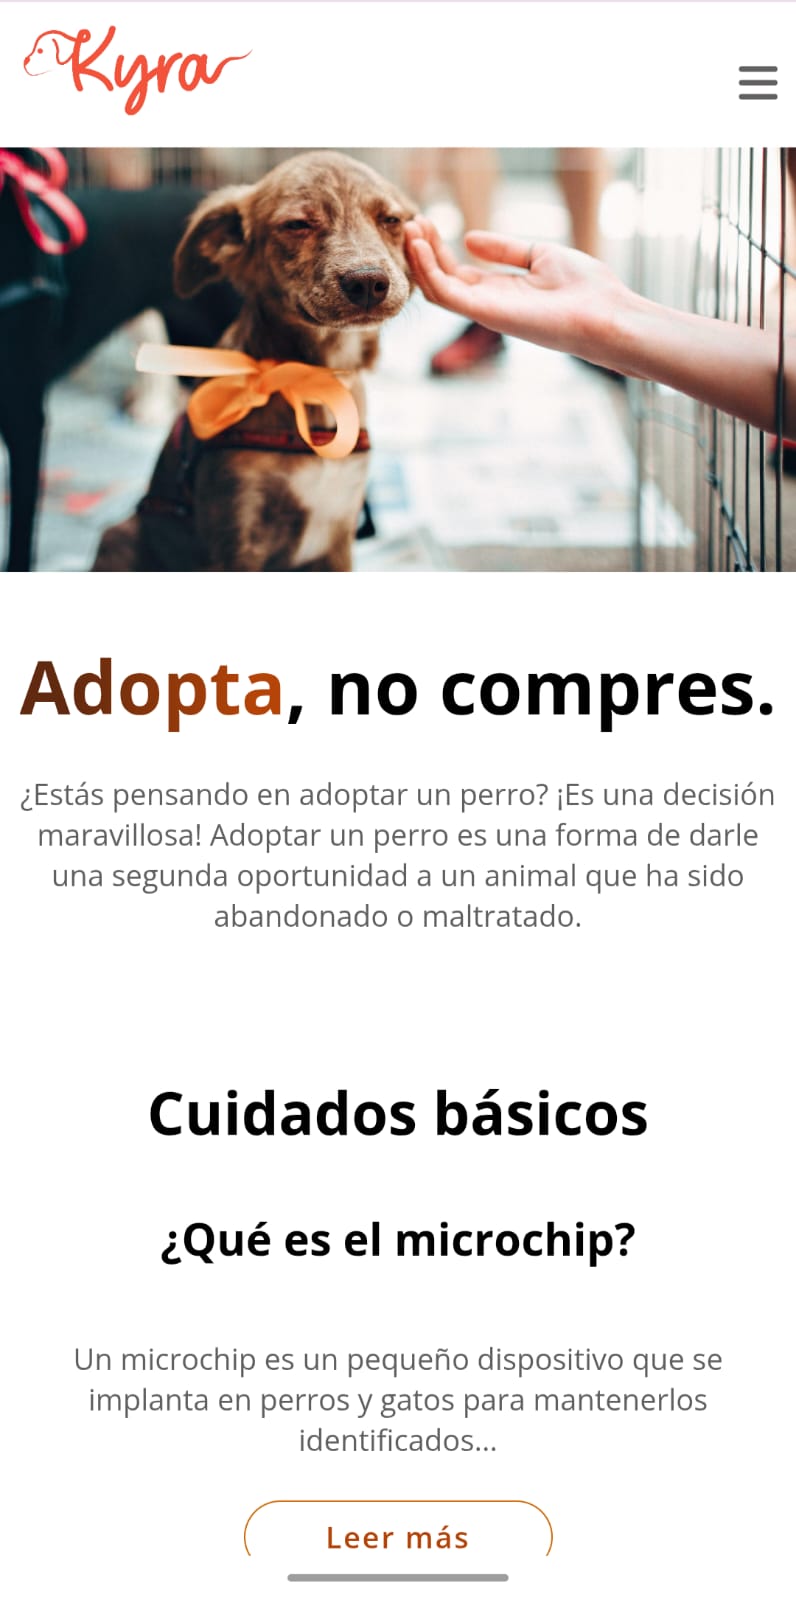 Kyra
Adopta, no compres.
¿Estás pensando en adoptar un perro? ¡Es una decisión
maravillosa! Adoptar un perro es una forma de darle
una segunda oportunidad a un animal que ha sido
abandonado o maltratado.
Cuidados básicos
¿Qué es el microchip?
Un microchip es un pequeño dispositivo que se
implanta en perros y gatos para mantenerlos
identificados...
Leer más